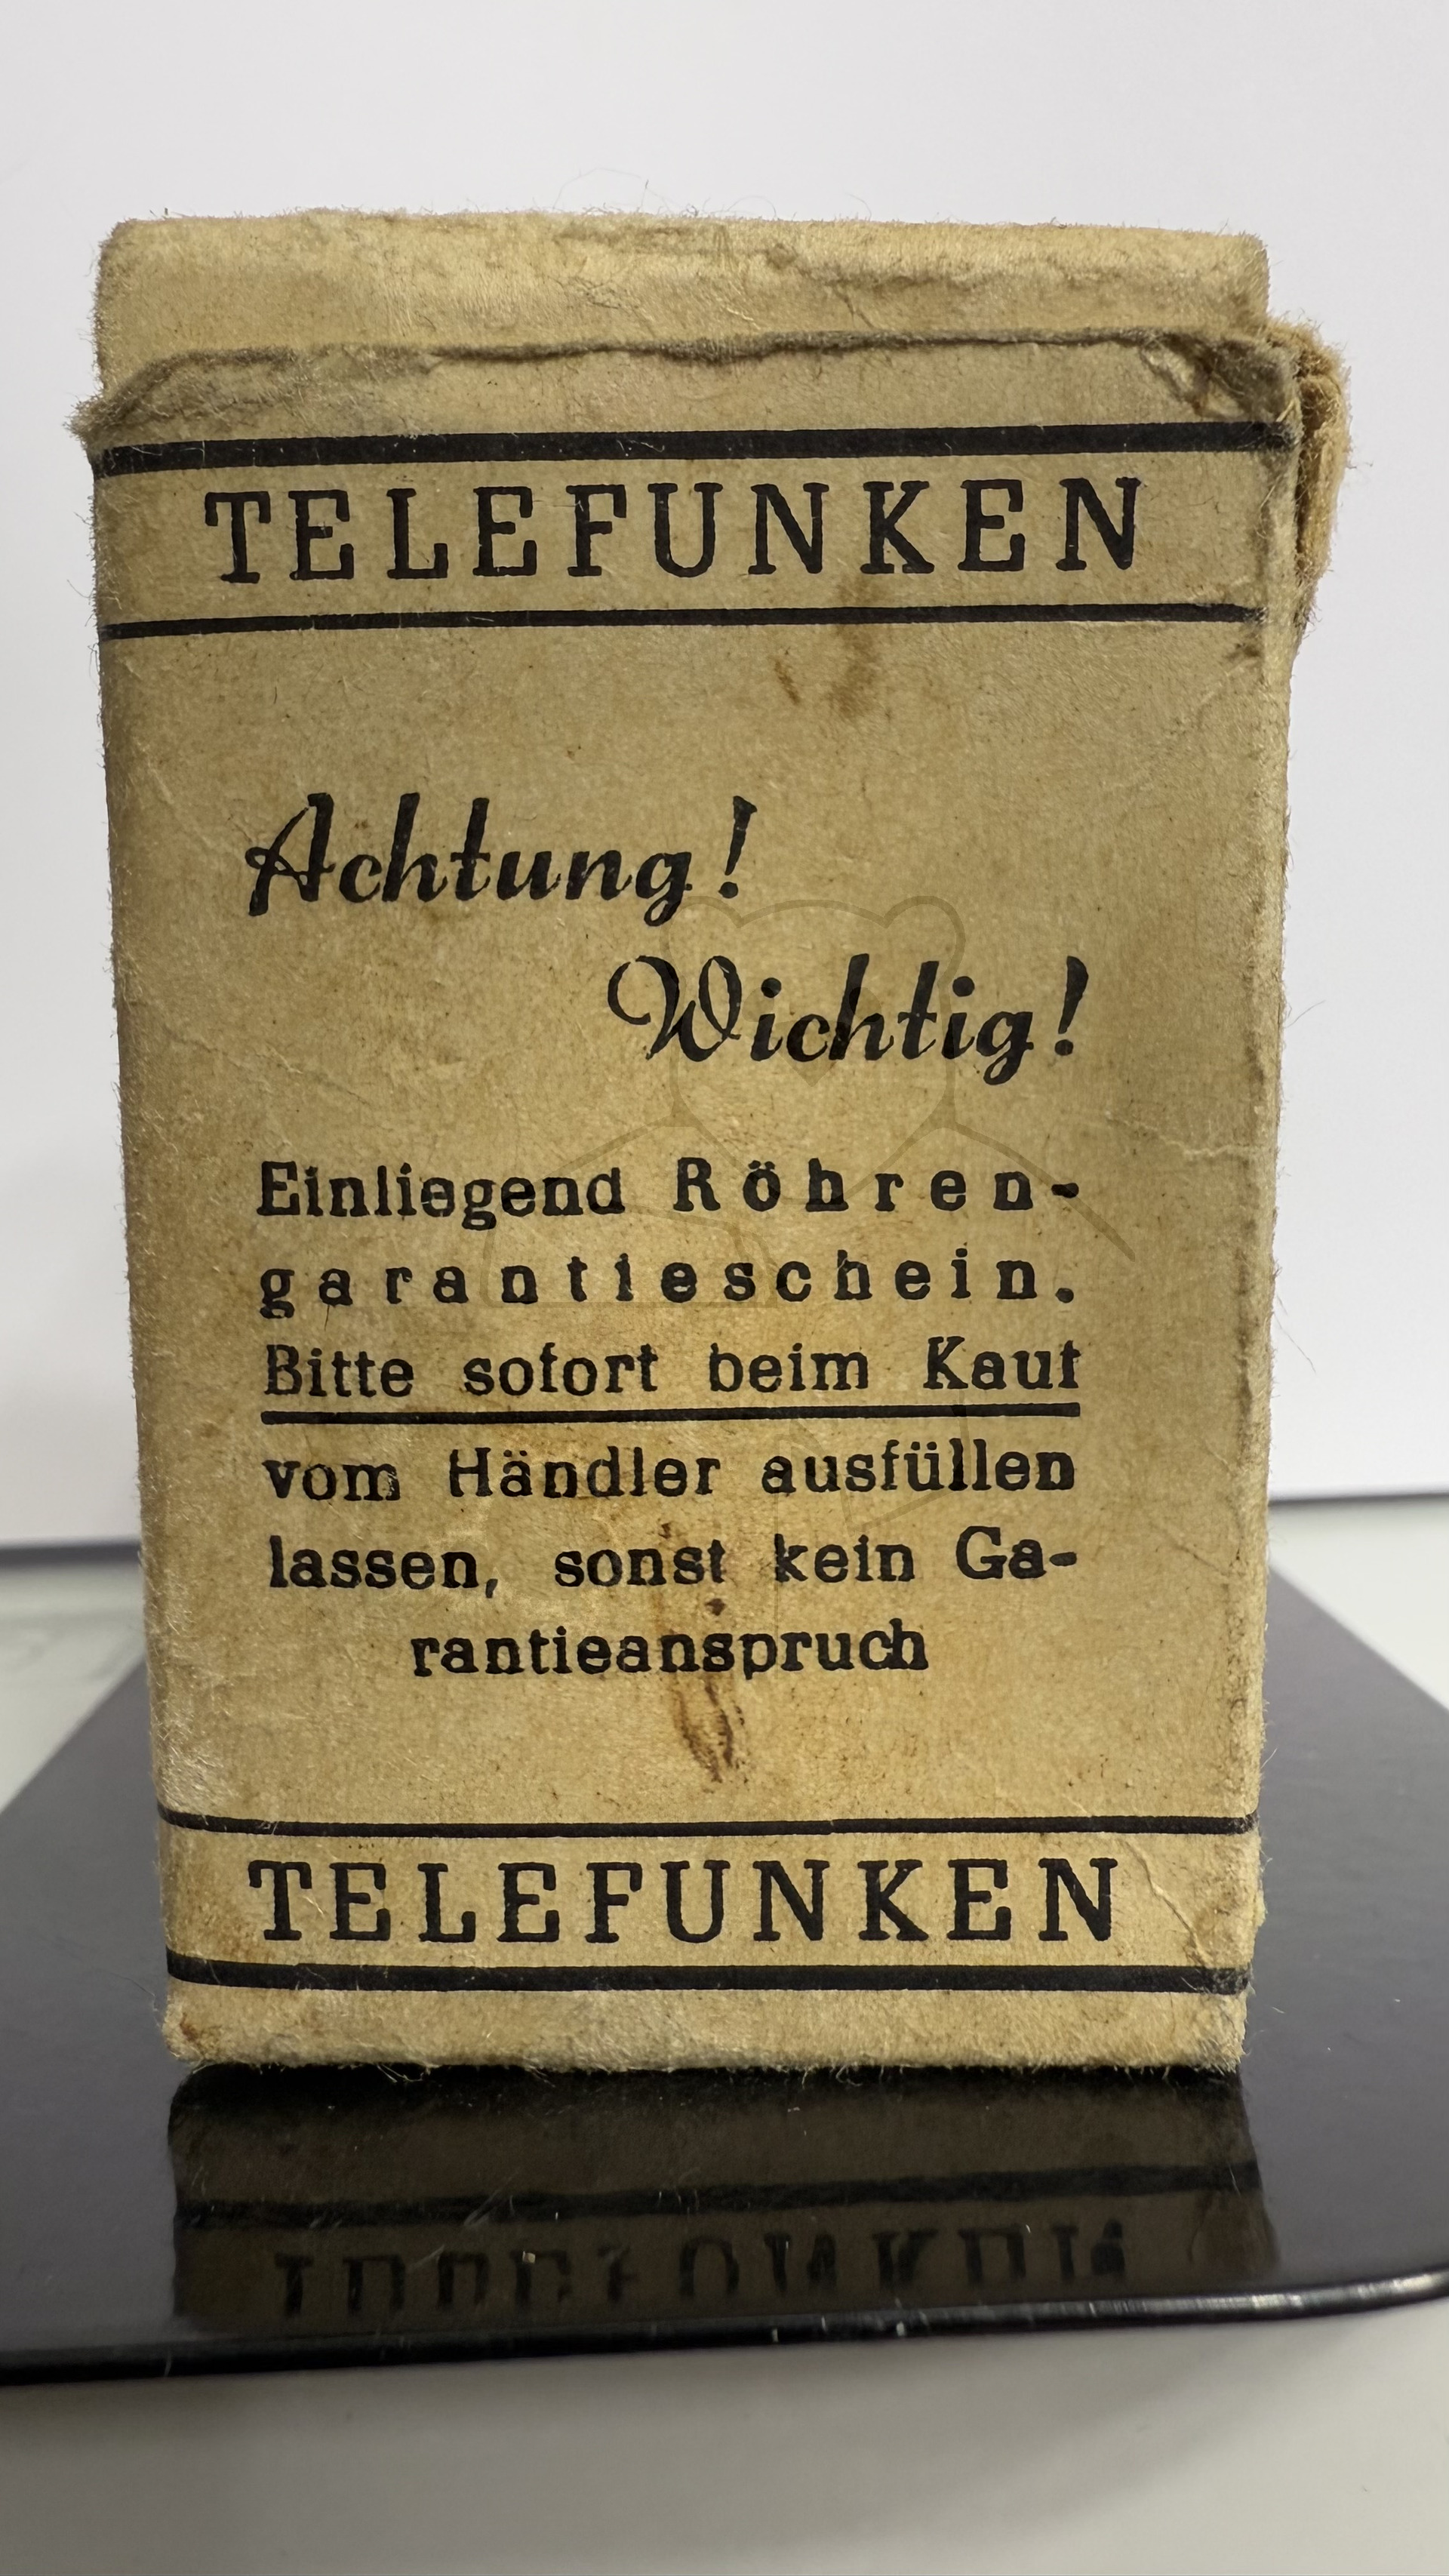 TELEFUNKEN
Achtung!
Wichtig!
Einliegend Röhren-
garantieschein.
Bitte sofort beim Kauf
vom Händler ausfüllen
lassen, sonst kein Ga-
rantieanspruch
TELEFUNKEN